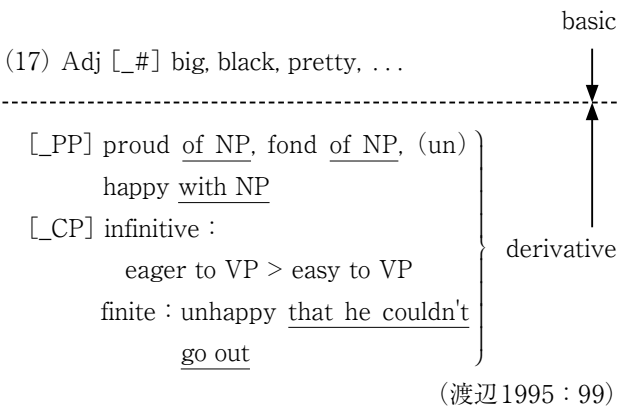 basic
(17) Adj [_#] big, black, pretty, ...
[_PP] proud of NP, fond of NP, (un)
happy with NP
[_CP] infinitive：
eager to VP > easy to VP
derivative
finite：unhappy that he couldn't
go out
(渡辺1995：99)